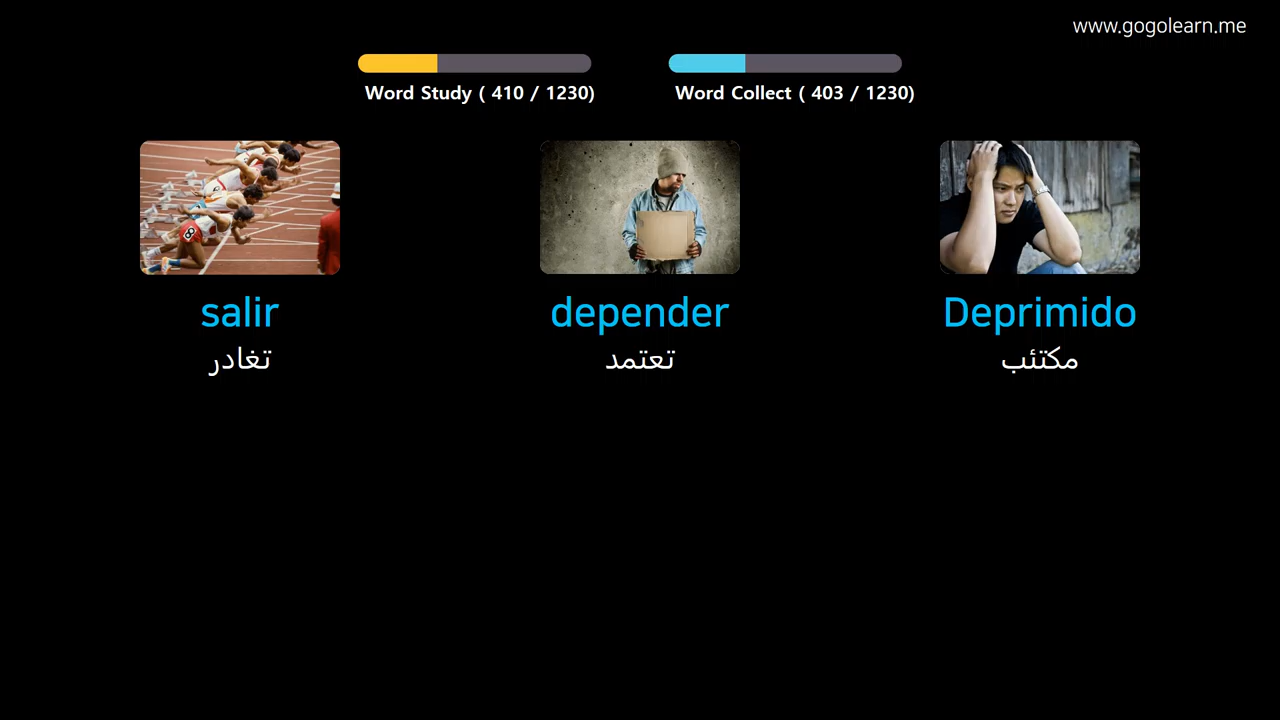 www.gogolearn.me
Word Study ( 410 / 1230)
Word Collect ( 403 / 1230)
salir
depender
Deprimido
تغادر
تعتمد
مكتئب